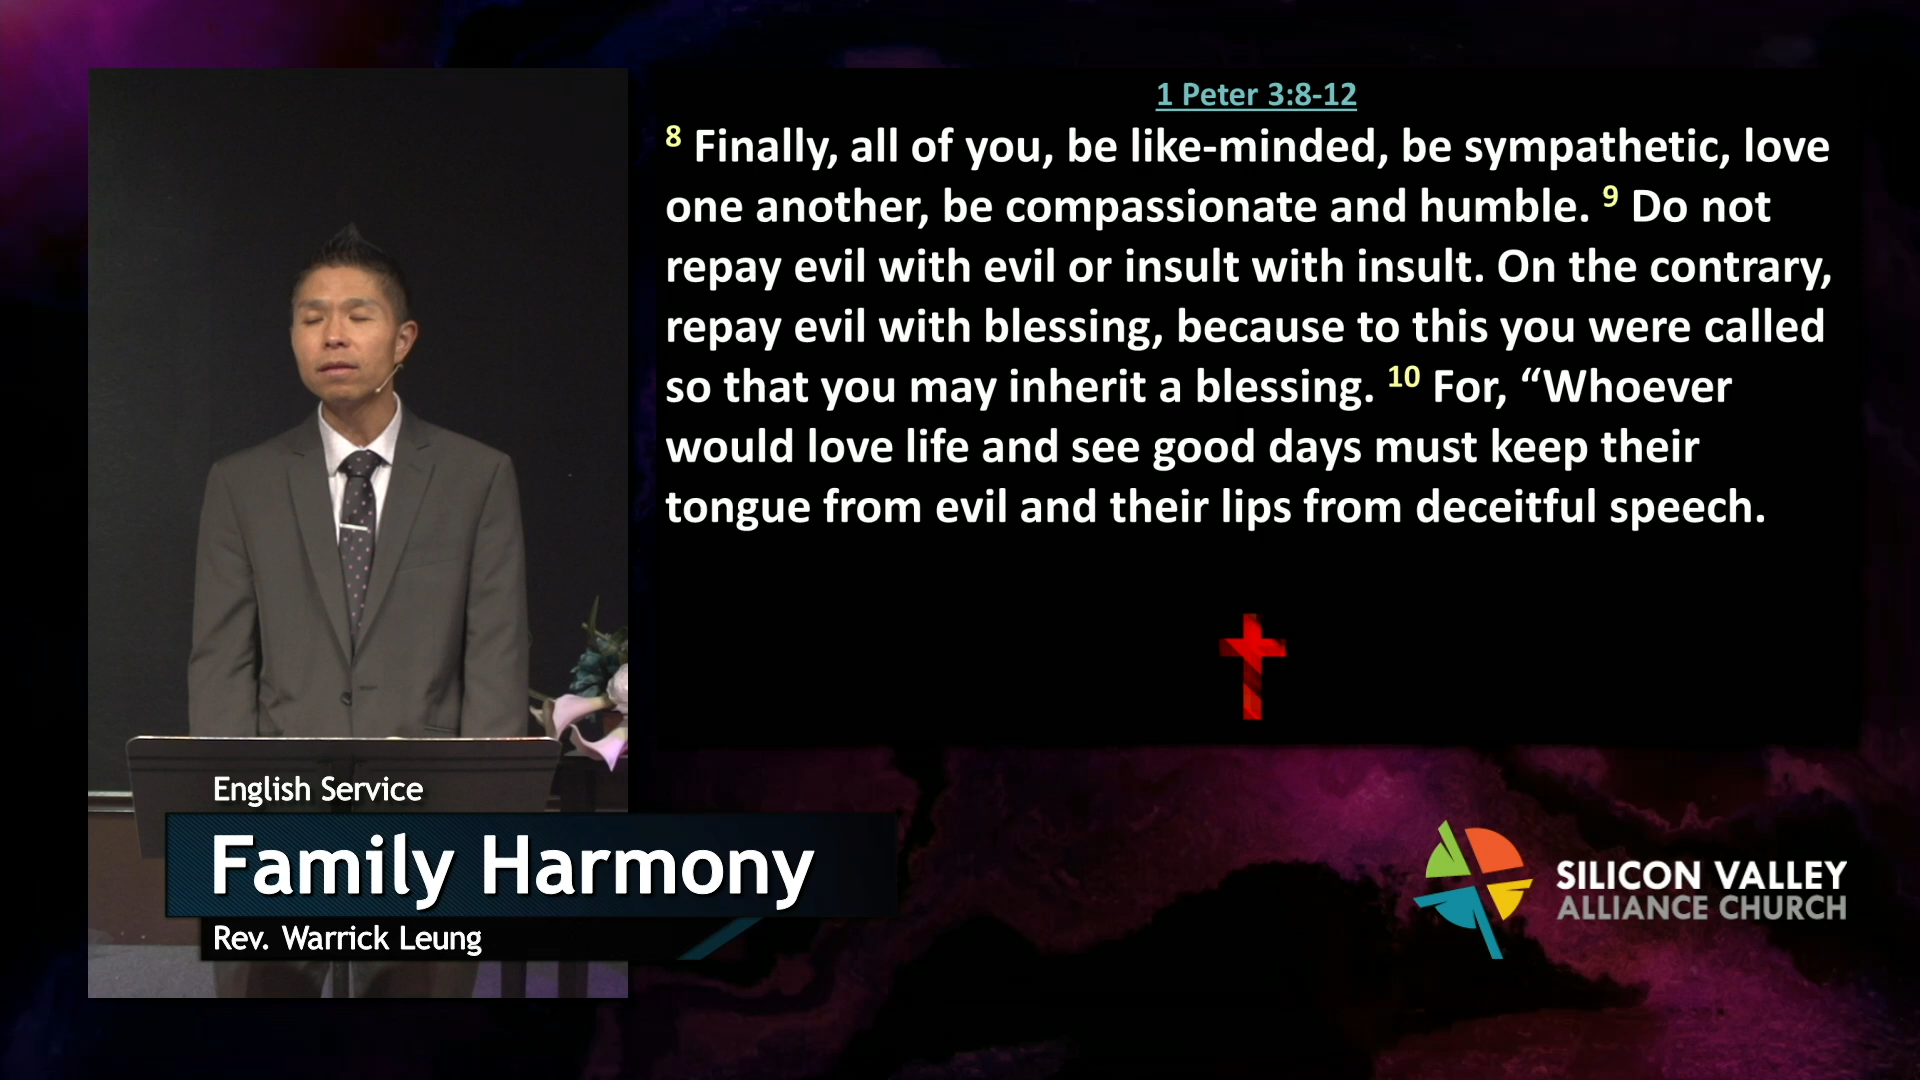 1 Peter 3:8-12
8 Finally, all of you, be like-minded, be sympathetic, love
one another, be compassionate and humble. 9 Do not
repay evil with evil or insult with insult. On the contrary,
repay evil with blessing, because to this you were called
so that you may inherit a blessing. 10 For, “Whoever
would love life and see good days must keep their
tongue from evil and their lips from deceitful speech.
English Service
Family Harmony
Rev. Warrick Leung
SILICON VALLEY
ALLIANCE CHURCH